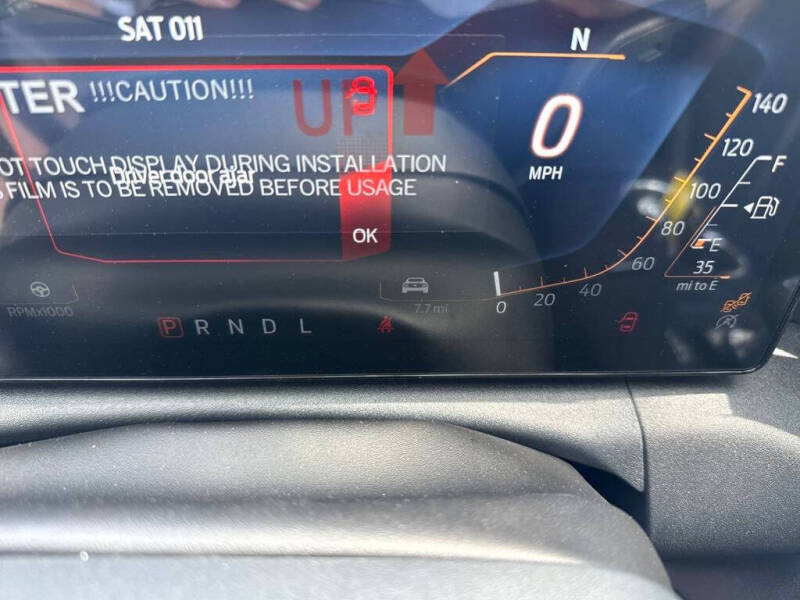 SAT 011
N
TER !!!CAUTION!!!
UP
140
0
120
F
OT TOUCH DISPLAY DURING INSTALLATION
Driver door ajar
S FILM IS TO BE REMOVED BEFORE USAGE
MPH
100
80
OK
E
60
35
mi to E
40
20
0
RPMx1000
7.7 mi
P R N D L